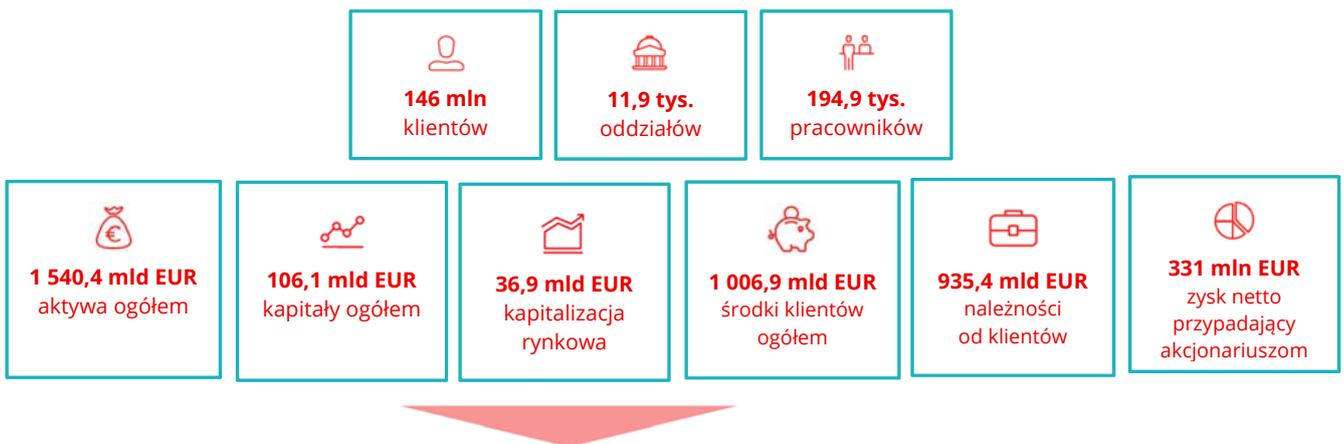 146 mln
klientów
11,9 tys.
oddziałów
194,9 tys.
pracowników
€
1 540,4 mld EUR
aktywa ogółem
106,1 mld EUR
kapitały ogółem
36,9 mld EUR
kapitalizacja
rynkowa
1 006,9 mld EUR
środki klientów
ogółem
935,4 mld EUR
należności
od klientów
331 mln EUR
zysk netto
przypadający
akcjonariuszom